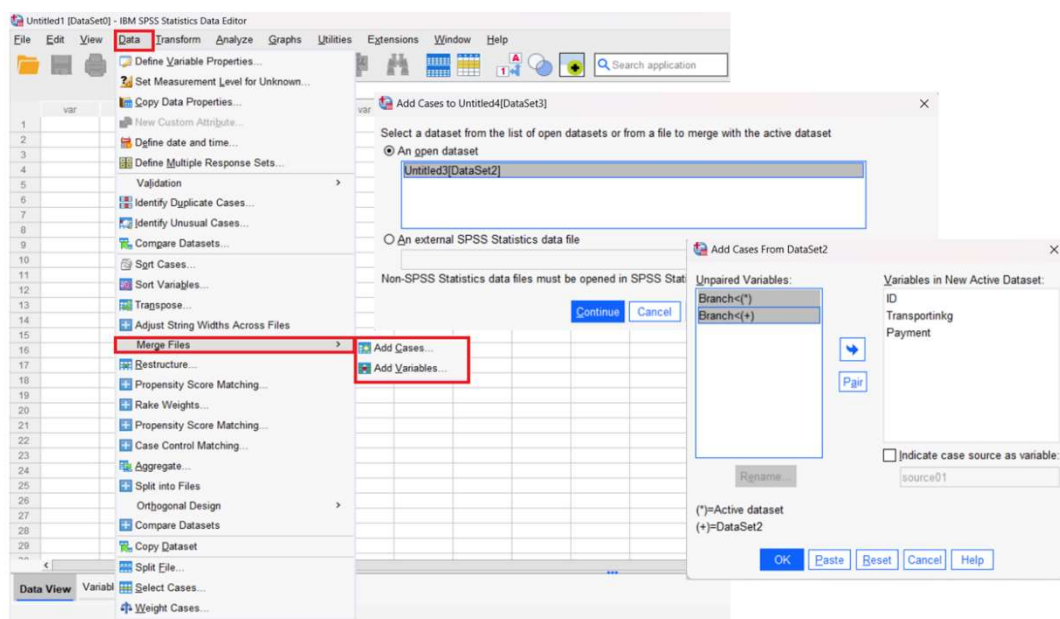 Untitled1 [DataSet0] - IBM SPSS Statistics Data Editor
File Edit View Data Transform Analyze Graphs Utilities Extensions Window Help
Search application
var
var
1
2
3
4
5
6
7
8
9
10
11
12
13
14
15
16
17
18
19
20
21
22
23
24
25
26
27
28
29
Data View
Define Variable Properties...
Set Measurement Level for Unknown...
Copy Data Properties...
New Custom Attribute...
Define date and time...
Define Multiple Response Sets...
Validation >
Identify Duplicate Cases...
Identify Unusual Cases...
Compare Datasets...
Sort Cases...
Sort Variables...
Transpose...
Adjust String Widths Across Files
Merge Files >
Restructure...
Propensity Score Matching...
Rake Weights...
Propensity Score Matching...
Case Control Matching...
Aggregate...
Split into Files
Orthogonal Design >
Compare Datasets
Copy Dataset
Split File...
Select Cases...
Weight Cases...
Add Cases...
Add Variables...
Add Cases to Untitled4[DataSet3]
Select a dataset from the list of open datasets or from a file to merge with the active dataset
An open dataset
Untitled3[DataSet2]
An external SPSS Statistics data file
Non-SPSS Statistics data files must be opened in SPSS
Continue Cancel
Add Cases From DataSet2
Unpaired Variables:
Branch<(*)
Branch<(+)
Pair
Rename...
Variables in New Active Dataset:
ID
Transportinkg
Payment
Indicate case source as variable:
source01
(*)=Active dataset
(+)=DataSet2
OK Paste Reset Cancel Help